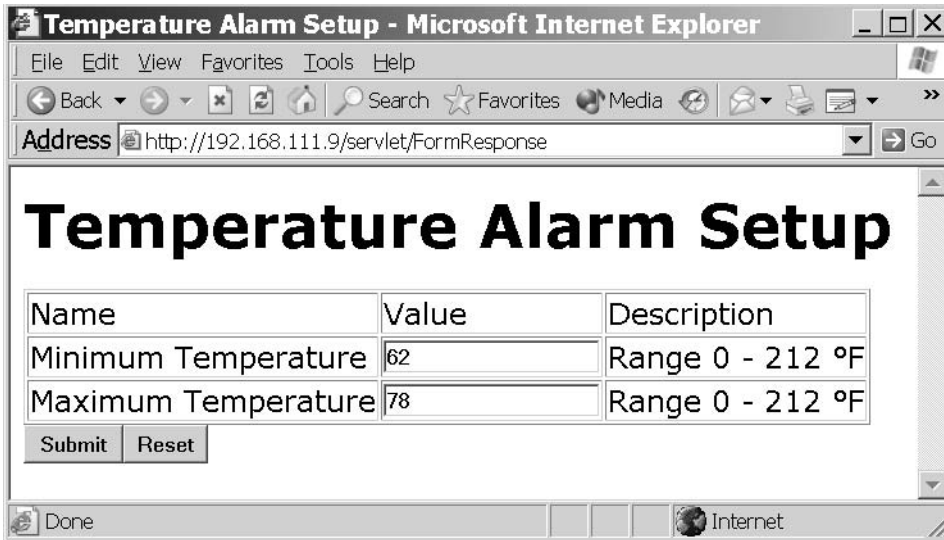 Temperature Alarm Setup - Microsoft Internet Explorer
File Edit View Favorites Tools Help
Back Search Favorites Media »
Address http://192.168.111.9/servlet/FormResponse Go
Temperature Alarm Setup
Name Value Description
Minimum Temperature 62 Range 0 - 212 ºF
Maximum Temperature 78 Range 0 - 212 ºF
Submit Reset
Done Internet